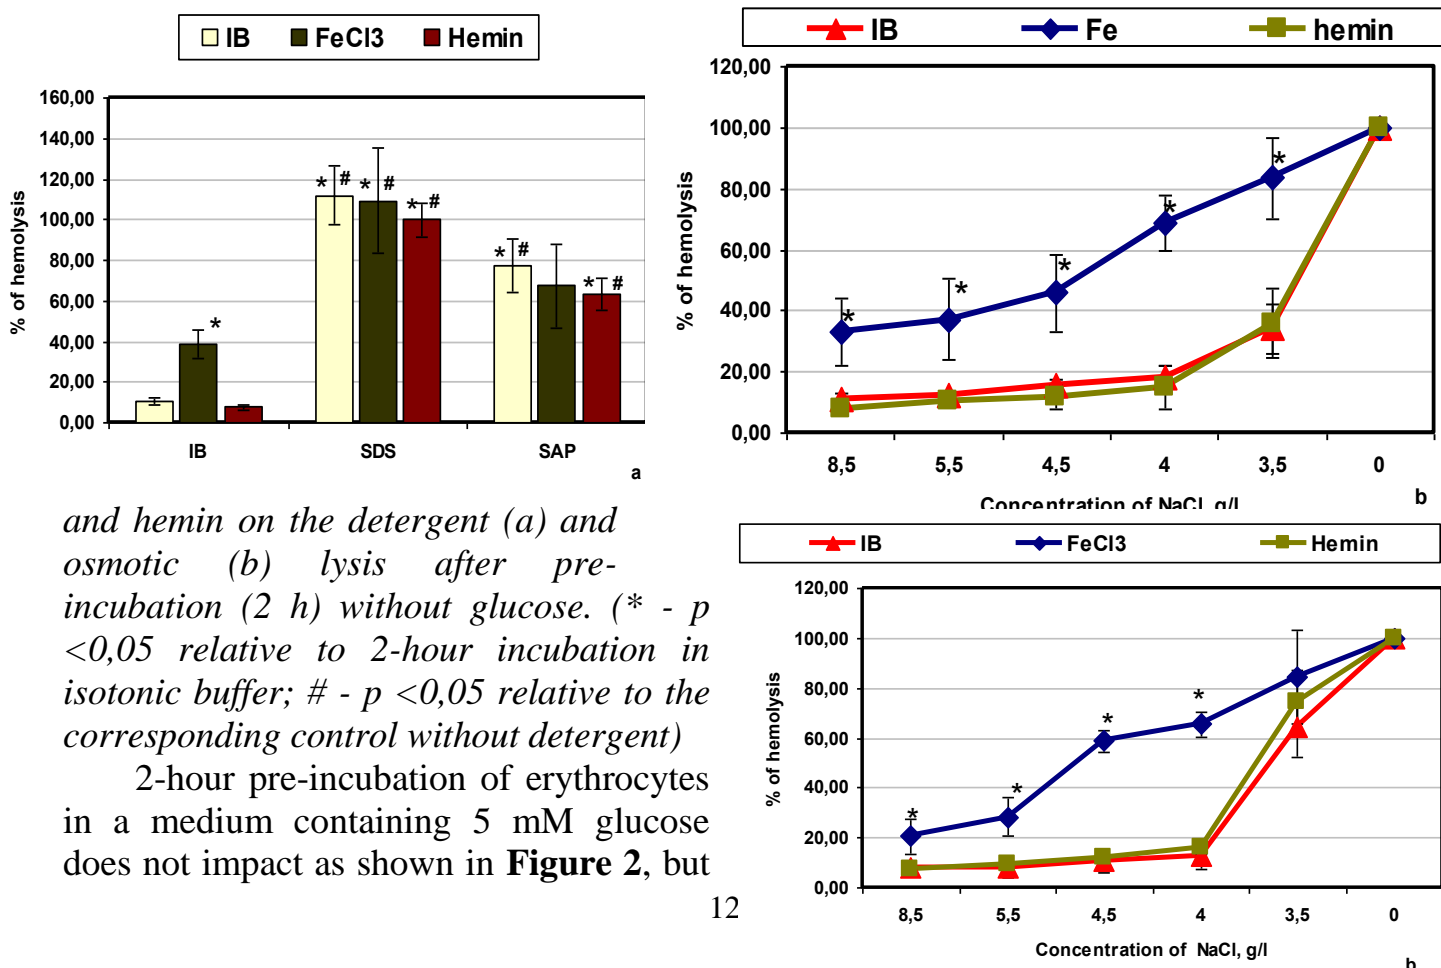 IB FeCl3 Hemin
% of hemolysis
160,00
140,00
120,00
100,00
80,00
60,00
40,00
20,00
0,00
*
* # * # * #
* # * #
IB SDS SAP
a
IB Fe hemin
% of hemolysis
120,00
100,00
80,00
60,00
40,00
20,00
0,00
* * * * *
8,5 5,5 4,5 4 3,5 0
Concentration of NaCl, g/l
b
and hemin on the detergent (a) and
osmotic (b) lysis after pre-
incubation (2 h) without glucose. (* - p
<0,05 relative to 2-hour incubation in
isotonic buffer; # - p <0,05 relative to the
corresponding control without detergent)
2-hour pre-incubation of erythrocytes
in a medium containing 5 mM glucose
does not impact as shown in Figure 2, but
12
IB FeCl3 Hemin
% of hemolysis
120,00
100,00
80,00
60,00
40,00
20,00
0,00
* * * *
8,5 5,5 4,5 4 3,5 0
Concentration of NaCl, g/l
b